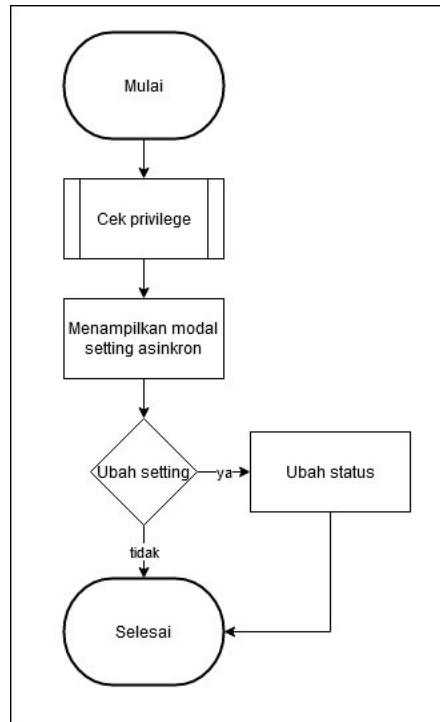 Mulai
Cek privilege
Menampilkan modal
setting asinkron
Ubah setting
ya
Ubah status
tidak
Selesai